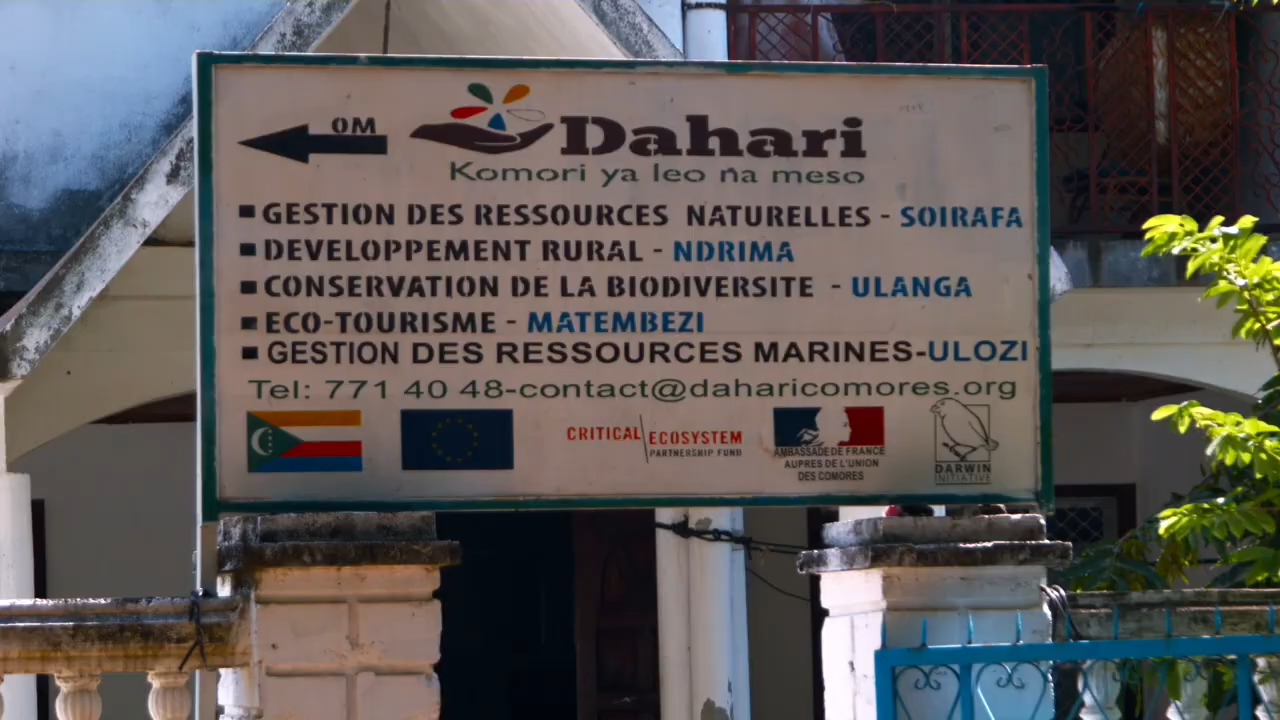 0M
Dahari
Komori ya leo na meso
GESTION DES RESSOURCES NATURELLES - SOIRAFA
DEVELOPPEMENT RURAL - NDRIMA
CONSERVATION DE LA BIODIVERSITE - ULANGA
ECO-TOURISME - MATEMBEZI
GESTION DES RESSOURCES MARINES-ULOZI
Tel: 771 40 48-contact@daharicomores.org
CRITICAL ECOSYSTEM
PARTNERSHIP FUND
AMBASSADE DE FRANCE
AUPRES DE L'UNION
DES COMORES
DARWIN
INITIATIVE